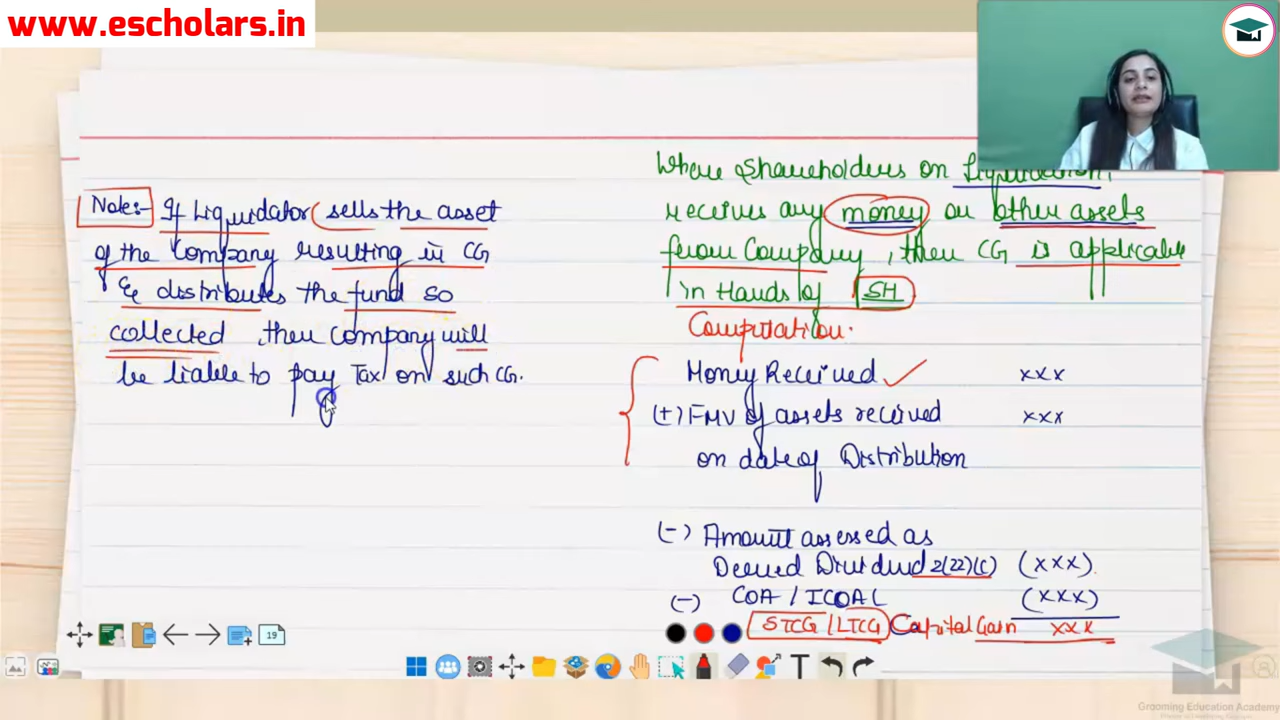 www.escholars.in
Note:- If Liquidator (sells the asset
of the Company resulting in CG
& distributes the fund so
collected, then Company will
be liable to pay Tax on such CG.
Where Shareholders on Liquidation,
receives any money or other assets
from Company, then CG is applicable
in Hands of SH
Computation.
Money Received ✓ xxx
(+) FMV of assets received xxx
on date of Distribution
(-) Amount assessed as
Deemed Dividend 2(22)(c) (xxx).
(-) COA / ICOA (xxx)
STCG / LTCG Capital Gain xxx
19
T
Grooming Education Academy